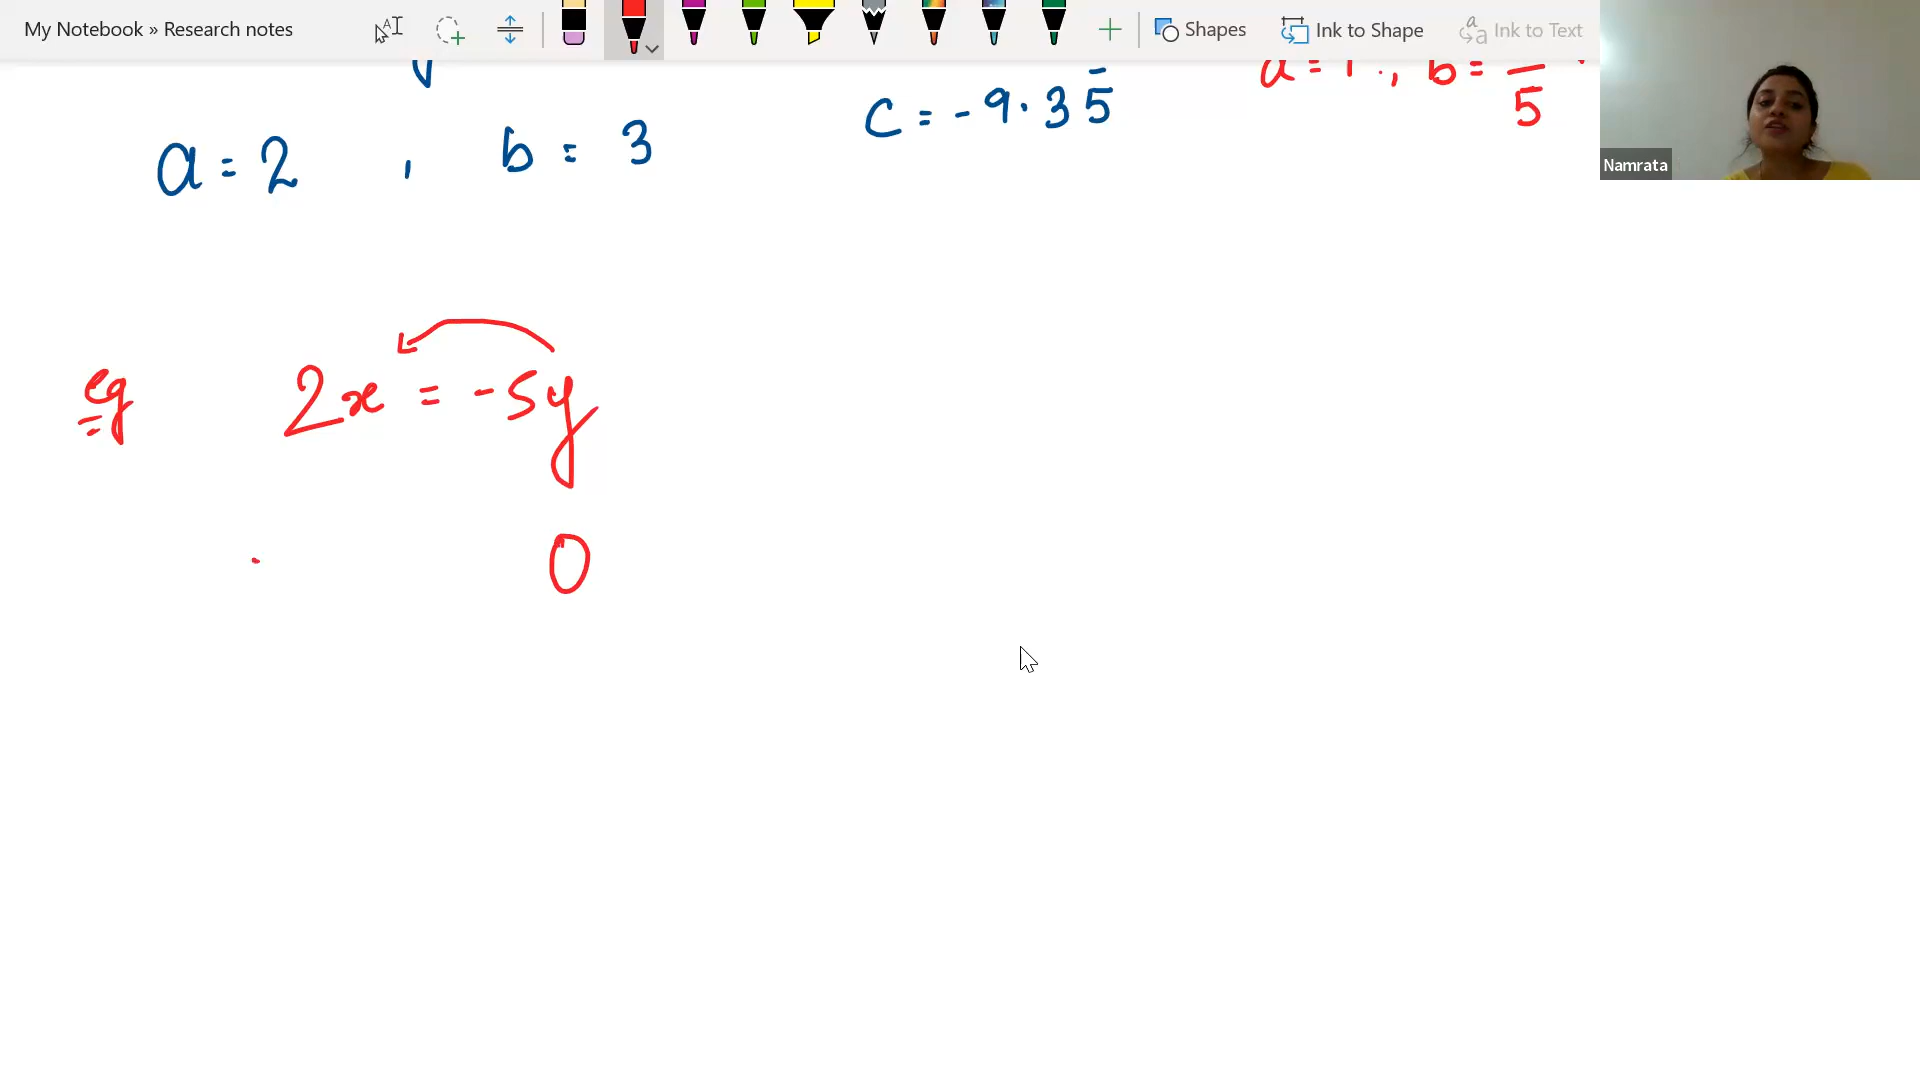 My Notebook » Research notes
Shapes
Ink to Shape
Ink to Text
Namrata
a = 2 , b = 3
c = - 9.35̄
b =
5
eg 2x = -5y
0